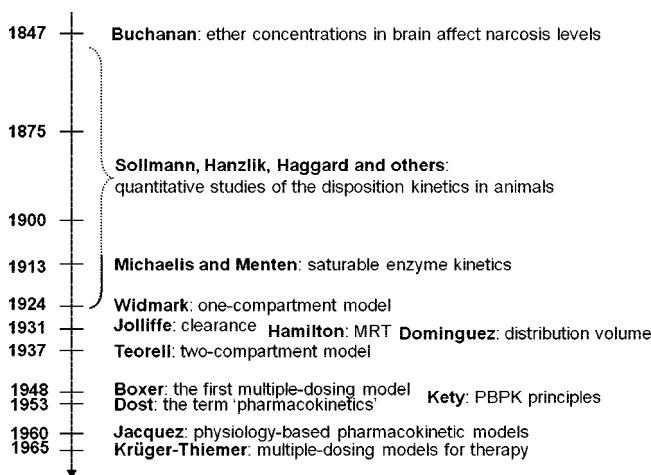 1847 Buchanan: ether concentrations in brain affect narcosis levels
1875
Sollmann, Hanzlik, Haggard and others:
quantitative studies of the disposition kinetics in animals
1900
1913 Michaelis and Menten: saturable enzyme kinetics
1924 Widmark: one-compartment model
1931 Jolliffe: clearance Hamilton: MRT Dominguez: distribution volume
1937 Teorell: two-compartment model
1948 Boxer: the first multiple-dosing model
Kety: PBPK principles
1953 Dost: the term ‘pharmacokinetics’
1960 Jacquez: physiology-based pharmacokinetic models
1965 Krüger-Thiemer: multiple-dosing models for therapy